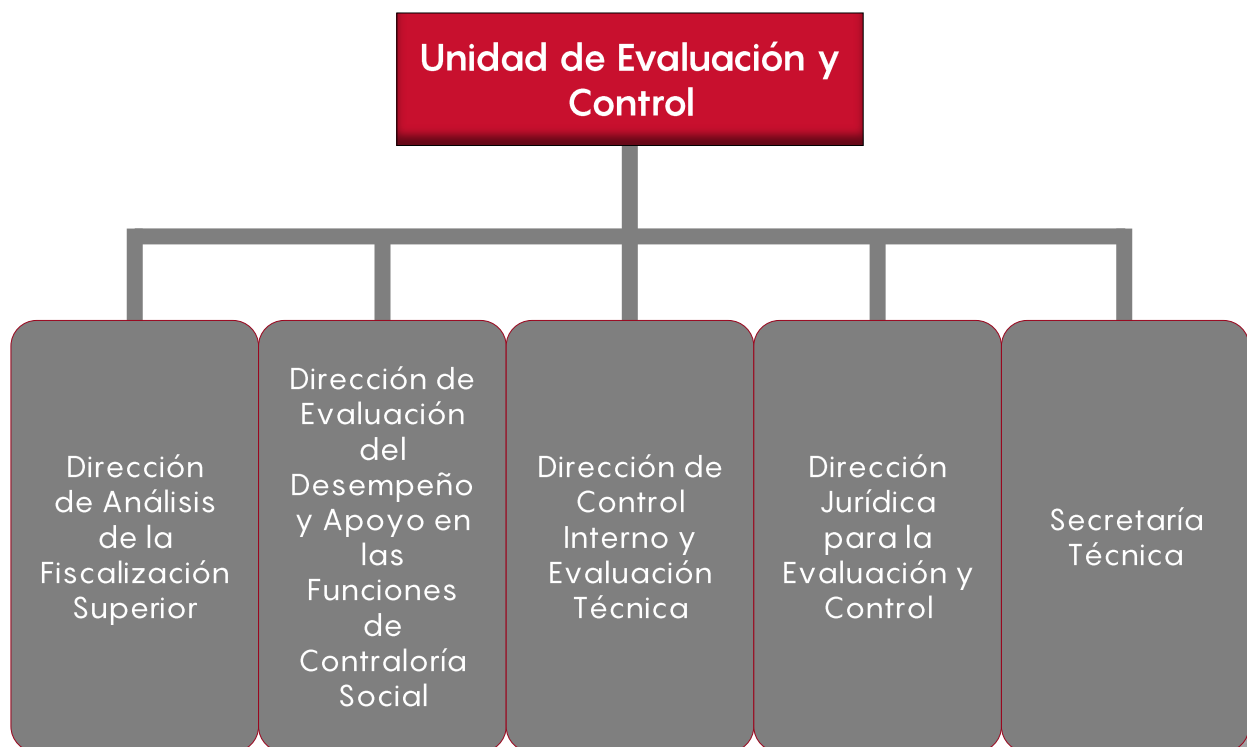 Unidad de Evaluación y
Control
Dirección
de Análisis
de la
Fiscalización
Superior
Dirección de
Evaluación
del
Desempeño
y Apoyo en
las
Funciones
de
Contraloría
Social
Dirección de
Control
Interno y
Evaluación
Técnica
Dirección
Jurídica
para la
Evaluación y
Control
Secretaría
Técnica